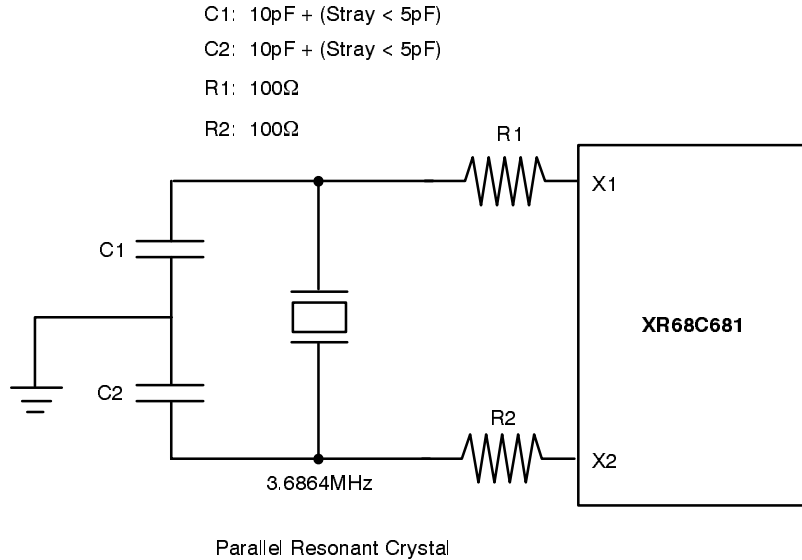 C1: 10pF + (Stray < 5pF)
C2: 10pF + (Stray < 5pF)
R1: 100Ω
R2: 100Ω
R1
X1
C1
XR68C681
C2
R2
X2
3.6864MHz
Parallel Resonant Crystal